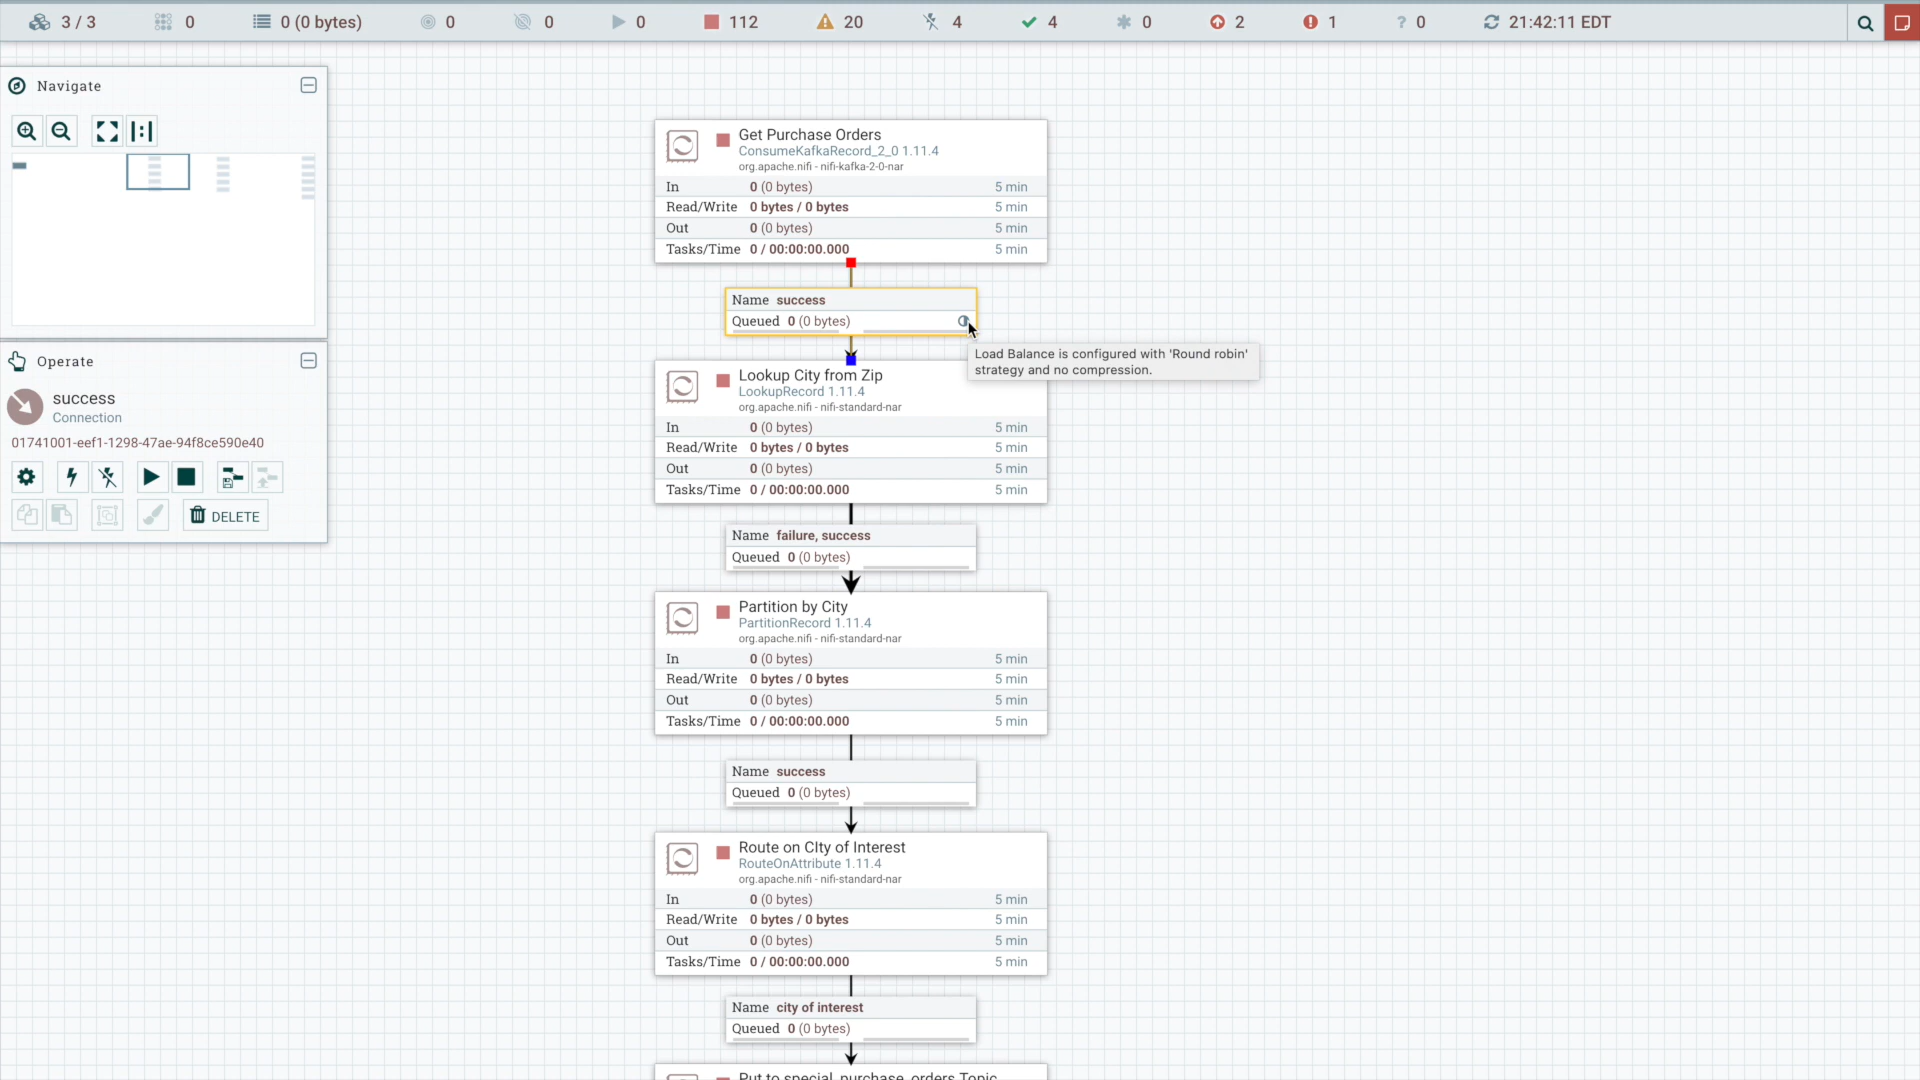 3 / 3 0 0 (0 bytes) 0 0 0 112 20 4 4 0 2 1 ? 0 21:42:11 EDT
Navigate
Operate
success
Connection
01741001-eef1-1298-47ae-94f8ce590e40
DELETE
Get Purchase Orders
ConsumeKafkaRecord_2_0 1.11.4
org.apache.nifi - nifi-kafka-2-0-nar
In 0 (0 bytes) 5 min
Read/Write 0 bytes / 0 bytes 5 min
Out 0 (0 bytes) 5 min
Tasks/Time 0 / 00:00:00.000 5 min
Name success
Queued 0 (0 bytes)
Load Balance is configured with 'Round robin'
strategy and no compression.
Lookup City from Zip
LookupRecord 1.11.4
org.apache.nifi - nifi-standard-nar
In 0 (0 bytes) 5 min
Read/Write 0 bytes / 0 bytes 5 min
Out 0 (0 bytes) 5 min
Tasks/Time 0 / 00:00:00.000 5 min
Name failure, success
Queued 0 (0 bytes)
Partition by City
PartitionRecord 1.11.4
org.apache.nifi - nifi-standard-nar
In 0 (0 bytes) 5 min
Read/Write 0 bytes / 0 bytes 5 min
Out 0 (0 bytes) 5 min
Tasks/Time 0 / 00:00:00.000 5 min
Name success
Queued 0 (0 bytes)
Route on CIty of Interest
RouteOnAttribute 1.11.4
org.apache.nifi - nifi-standard-nar
In 0 (0 bytes) 5 min
Read/Write 0 bytes / 0 bytes 5 min
Out 0 (0 bytes) 5 min
Tasks/Time 0 / 00:00:00.000 5 min
Name city of interest
Queued 0 (0 bytes)
Put to special_purchase_orders Topic